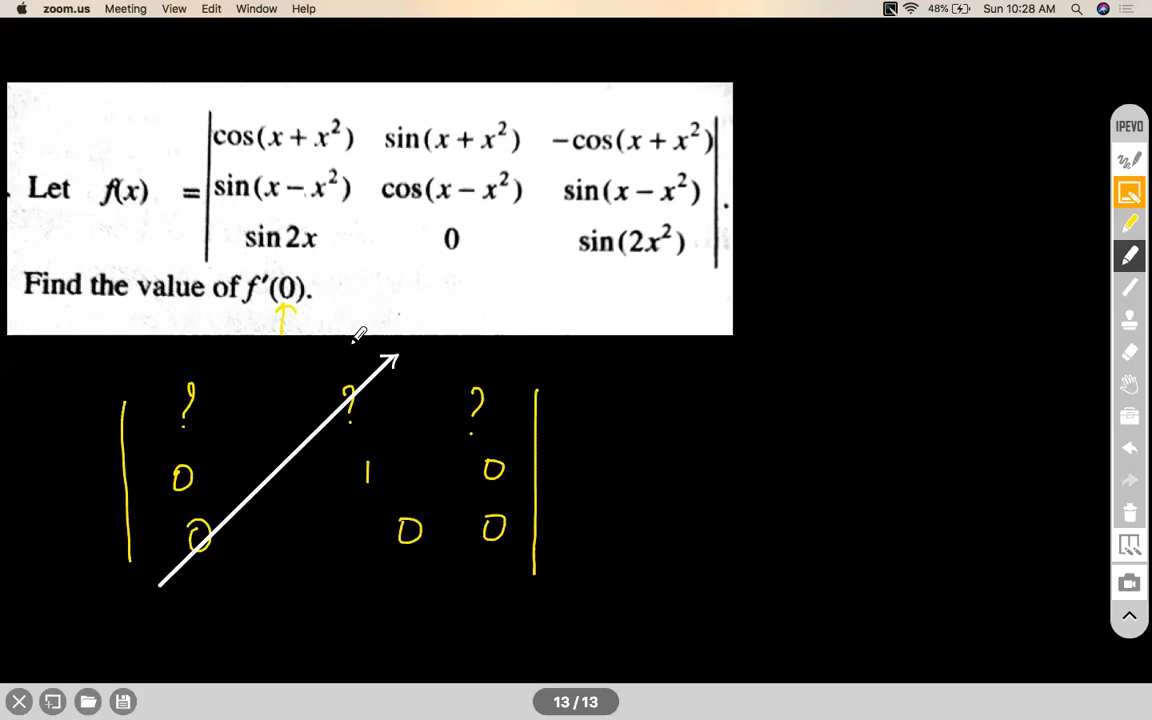 zoom.us Meeting View Edit Window Help 48% Sun 10:28 AM
IPEVO
cos(x + x²) sin(x + x²) -cos(x + x²)
. Let f(x) = sin(x - x²) cos(x - x²) sin(x - x²) .
sin 2x 0 sin(2x²)
Find the value of f′(0).
? ? ?
0 1 0
0 0 0
13 / 13